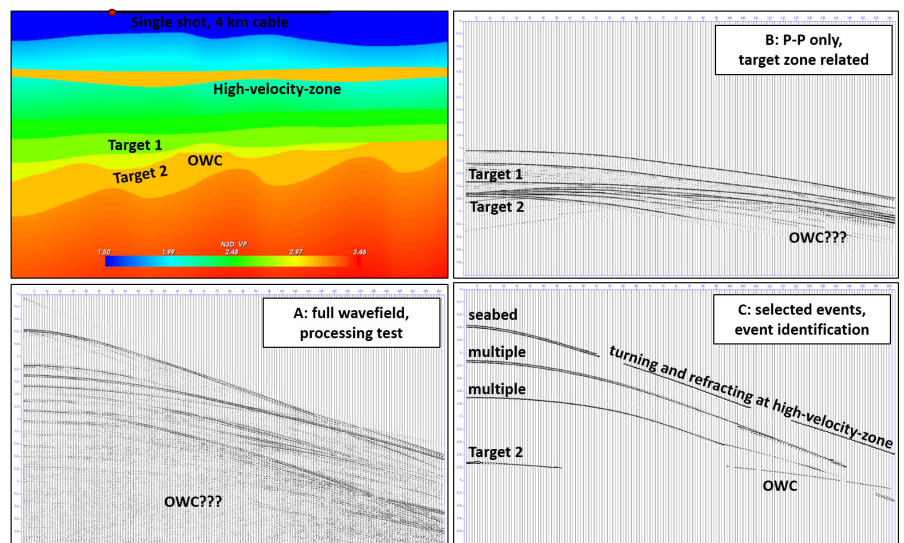 Single shot, 4 km cable
High-velocity-zone
Target 1
OWC
Target 2
N3D: VP
1.50 1.99 2.48 2.97 3.46
B: P-P only,
target zone related
Target 1
Target 2
OWC???
A: full wavefield,
processing test
OWC???
C: selected events,
event identification
seabed
multiple
turning and refracting at high-velocity-zone
multiple
Target 2
OWC